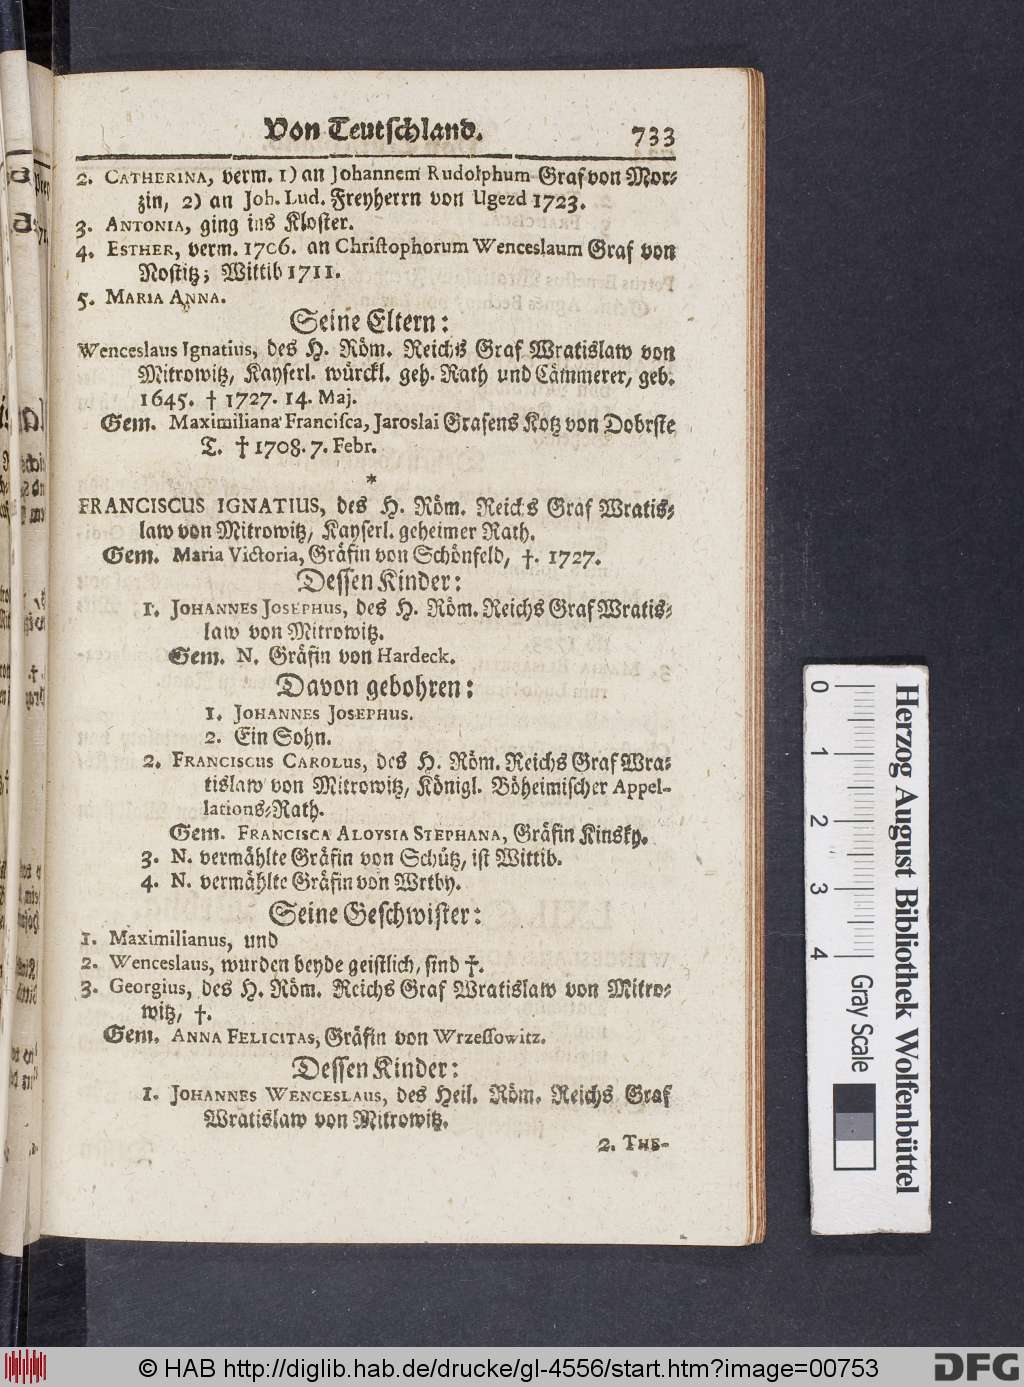 Von Teutschland. 733
2. CATHERINA, verm. 1) an Johannem Rudolphum Graf von Mor-
zin, 2) an Joh. Lud. Freyherrn von Ugezd 1723.
3. ANTONIA, ging ins Kloster.
4. ESTHER, verm. 1706. an Christophorum Wenceslaum Graf von
Nostitz; Wittib 1711.
5. MARIA ANNA.
Seine Eltern:
Wenceslaus Ignatius, des H. Röm. Reichs Graf Wratislaw von
Mitrowitz, Kayserl. würckl. geh. Rath und Cämmerer, geb.
1645. † 1727. 14. Maj.
Gem. Maximiliana Francisca, Jaroslai Grafens Kotz von Dobrste
T. † 1708. 7. Febr.
*
FRANCISCUS IGNATIUS, des H. Röm. Reichs Graf Wratis-
law von Mitrowitz, Kayserl. geheimer Rath.
Gem. Maria Victoria, Gräfin von Schönfeld, †. 1727.
Dessen Kinder:
1. JOHANNES JOSEPHUS, des H. Röm. Reichs Graf Wratis-
law von Mitrowitz.
Gem. N. Gräfin von Hardeck.
Davon gebohren:
1. JOHANNES JOSEPHUS.
2. Ein Sohn.
2. FRANCISCUS CAROLUS, des H. Röm. Reichs Graf Wra-
tislaw von Mitrowitz, Königl. Böheimischer Appel-
lations-Rath.
Gem. FRANCISCA ALOYSIA STEPHANA, Gräfin Kinsky.
3. N. vermählte Gräfin von Schütz, ist Wittib.
4. N. vermählte Gräfin von Wrtby.
Seine Geschwister:
1. Maximilianus, und
2. Wenceslaus, wurden beyde geistlich, sind †.
3. Georgius, des H. Röm. Reichs Graf Wratislaw von Mitro-
witz, †.
Gem. ANNA FELICITAS, Gräfin von Wrzessowitz.
Dessen Kinder:
1. JOHANNES WENCESLAUS, des Heil. Röm. Reichs Graf
Wratislaw von Mitrowitz.
2. THE-
0 1 2 3 4 Gray Scale
Herzog August Bibliothek Wolfenbüttel
© HAB http://diglib.hab.de/drucke/gl-4556/start.htm?image=00753
DFG